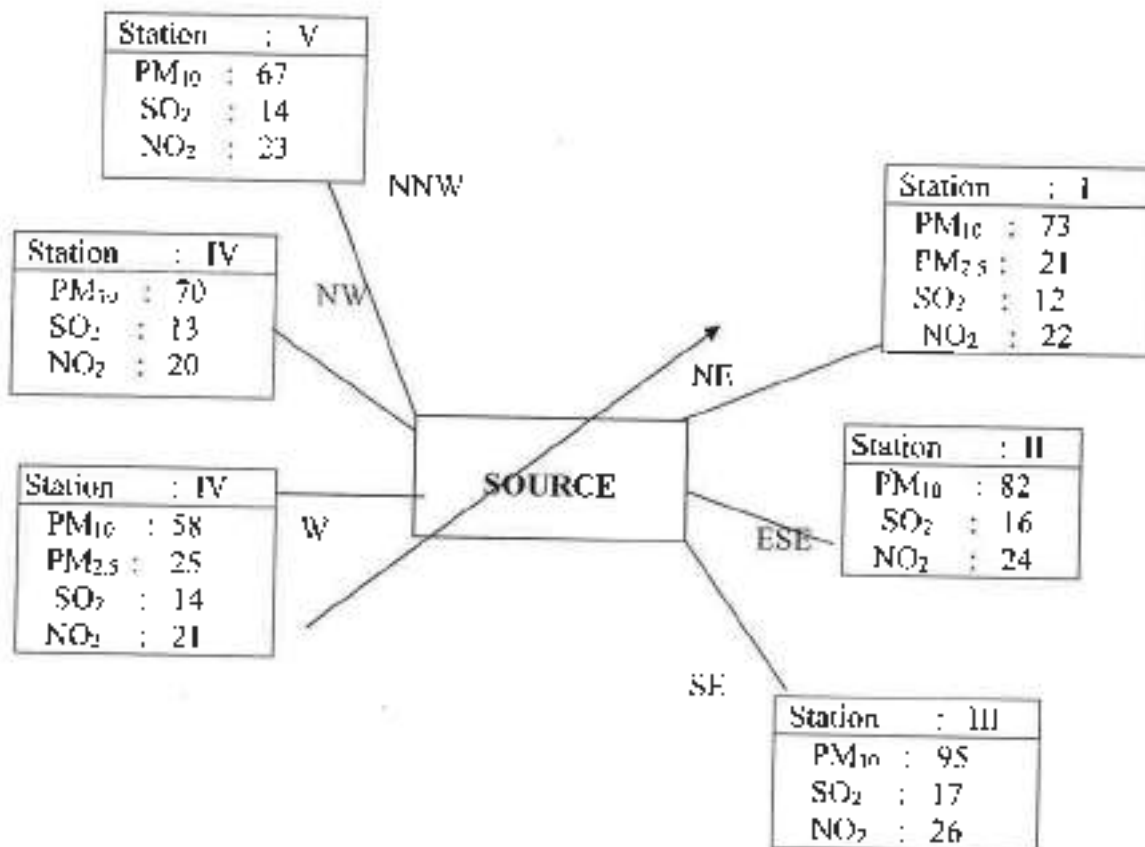 Station : V
PM₁₀ : 67
SO₂ : 14
NO₂ : 23
NNW
Station : I
PM₁₀ : 73
PM₂.₅ : 21
SO₂ : 12
NO₂ : 22
Station : IV
PM₁₀ : 70
SO₂ : 13
NO₂ : 20
NW
NE
SOURCE
Station : II
PM₁₀ : 82
SO₂ : 16
NO₂ : 24
Station : IV
PM₁₀ : 58
PM₂.₅ : 25
SO₂ : 14
NO₂ : 21
W
ESE
SE
Station : III
PM₁₀ : 95
SO₂ : 17
NO₂ : 26